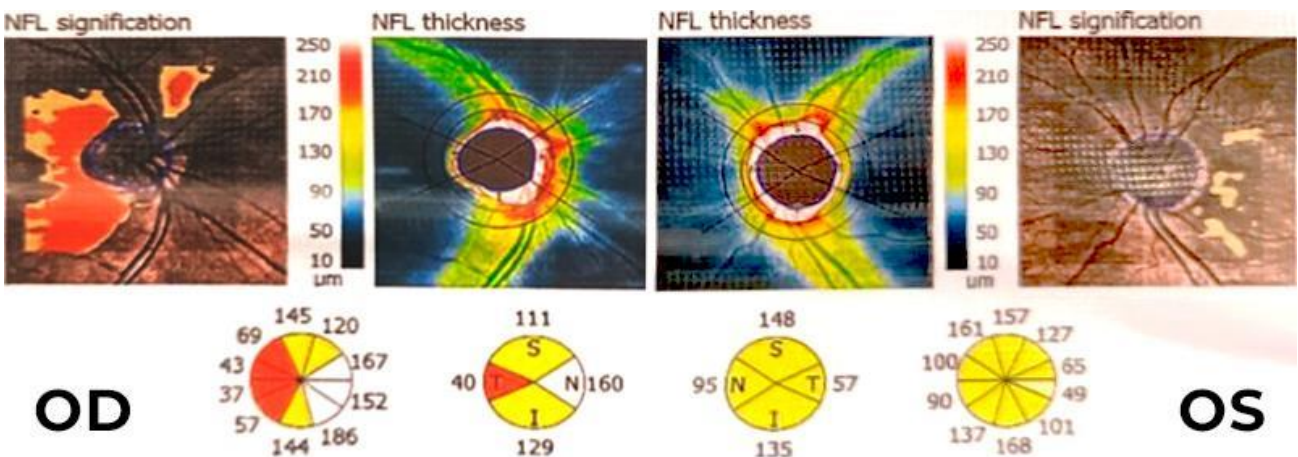 NFL signification
NFL thickness
NFL thickness
NFL signification
250
210
170
130
90
50
10
µm
250
210
170
130
90
50
10
µm
145
120
167
152
186
144
57
37
43
69
111
S
40 T N 160
I
129
148
S
95 N T 57
I
135
157
127
65
49
101
168
137
90
100
161
OD
OS